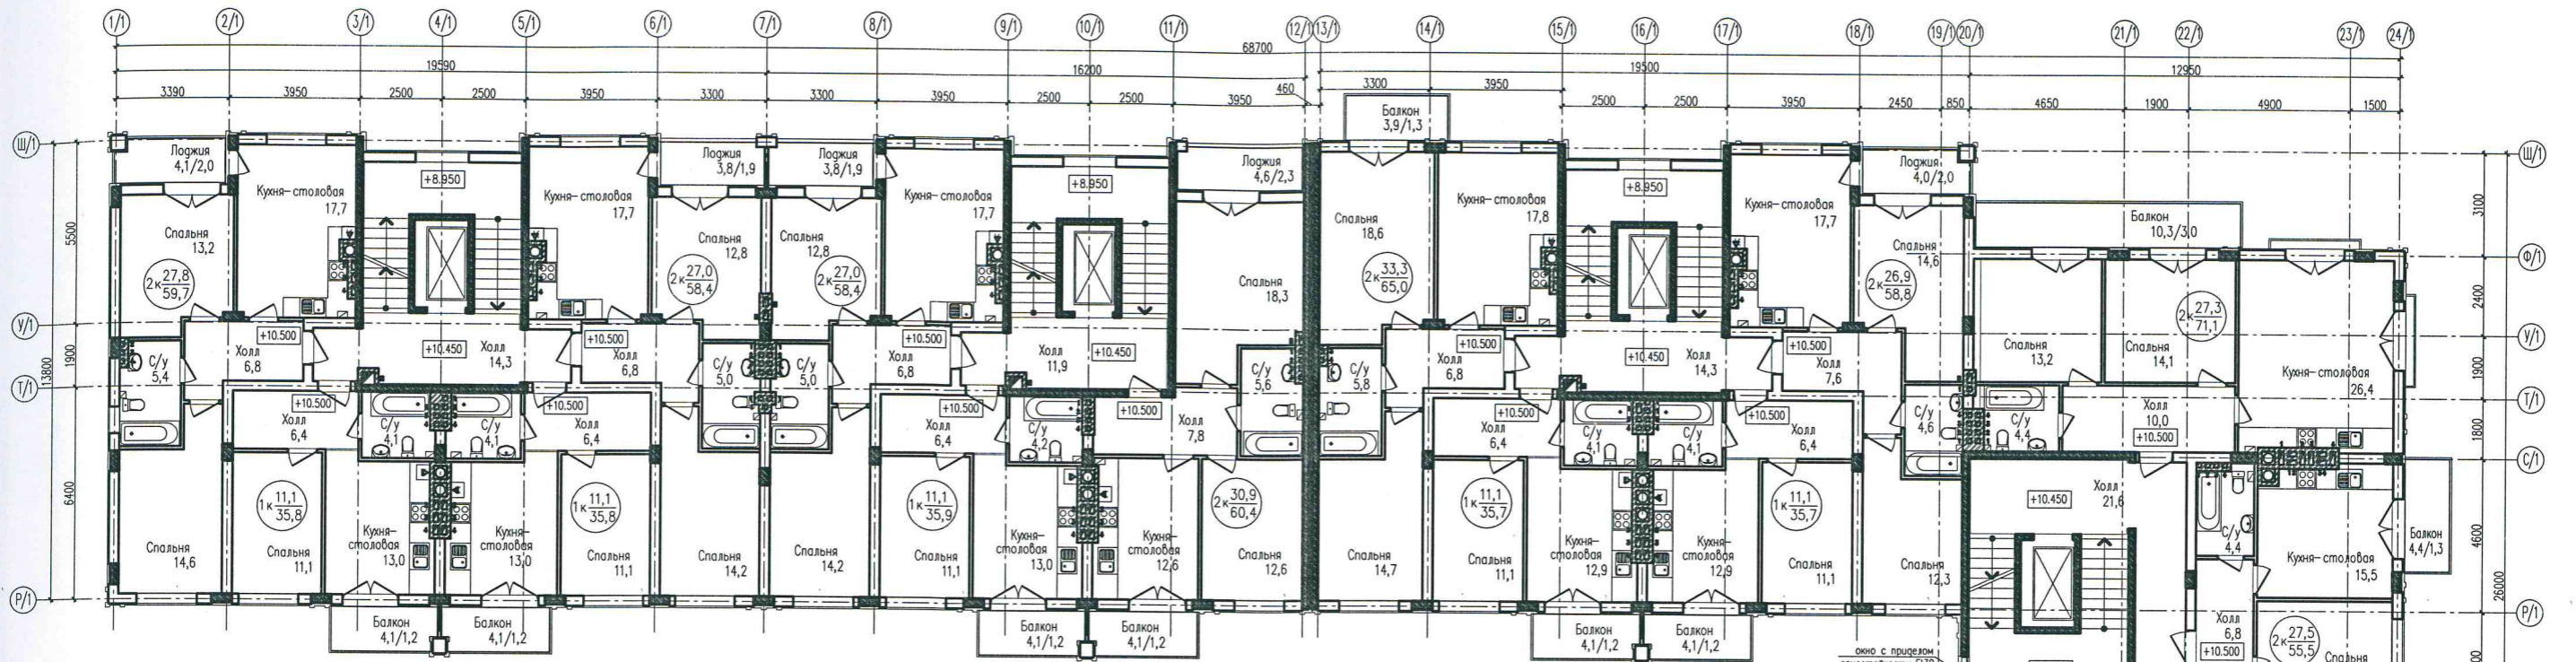 1/1 2/1 3/1 4/1 5/1 6/1 7/1 8/1 9/1 10/1 11/1 12/1 13/1 14/1 15/1 16/1 17/1 18/1 19/1 20/1 21/1 22/1 23/1 24/1
68700
19590 16200 19500 12950
3390 3950 2500 2500 3950 3300 3300 3950 2500 2500 3950 460 3300 3950 2500 2500 3950 2450 850 4650 1900 4900 1500
Балкон
3,9/1,3
Ш/1 Ш/1
Лоджия
4,1/2,0
Лоджия
3,8/1,9
Лоджия
3,8/1,9
Лоджия
4,6/2,3
Лоджия
4,0/2,0
+8.950 +8.950 +8.950
Кухня-столовая
17,7
Кухня-столовая
17,7
Кухня-столовая
17,7
Кухня-столовая
17,8
Кухня-столовая
17,7
Балкон
10,3/3,0
5500 3100
Спальня
13,2
Спальня
12,8
Спальня
12,8
Спальня
18,3
Спальня
18,6
Спальня
14,6
Ф/1
2к 27,8
59,7
2к 27,0
58,4
2к 27,0
58,4
2к 33,3
65,0
2к 26,9
58,8
2к 27,3
71,1
2400
У/1 У/1
+10.500 +10.500 +10.500 +10.500 +10.500
+10.450 +10.450 +10.450
Холл
6,8
Холл
14,3
Холл
6,8
Холл
6,8
Холл
11,9
Холл
6,8
Холл
14,3
Холл
7,6
Спальня
13,2
Спальня
14,1
Кухня-столовая
26,4
С/у
5,4
С/у
5,0
С/у
5,0
С/у
5,6
С/у
5,8
13800 1900 1900
Т/1 Т/1
+10.500 +10.500 +10.500 +10.500 +10.500 +10.500
Холл
6,4
С/у
4,1
С/у
4,1
Холл
6,4
Холл
6,4
С/у
4,2
Холл
7,8
Холл
6,4
С/у
4,1
С/у
4,1
Холл
6,4
С/у
4,6
С/у
4,4
Холл
10,0
+10.500
1800
С/1
6400
1к 11,1
35,8
1к 11,1
35,8
1к 11,1
35,9
2к 30,9
60,4
1к 11,1
35,7
1к 11,1
35,7
+10.450
Холл
21,6
Спальня
14,6
Спальня
11,1
Кухня-
столовая
13,0
Кухня-
столовая
13,0
Спальня
11,1
Спальня
14,2
Спальня
14,2
Спальня
11,1
Кухня-
столовая
13,0
Кухня-
столовая
12,6
Спальня
12,6
Спальня
14,7
Спальня
11,1
Кухня-
столовая
12,9
Кухня-
столовая
12,9
Спальня
11,1
Спальня
12,3
С/у
4,4
Кухня-столовая
15,5
Балкон
4,4/1,3
4600
26000
Р/1 Р/1
Балкон
4,1/1,2
Балкон
4,1/1,2
Балкон
4,1/1,2
Балкон
4,1/1,2
Балкон
4,1/1,2
Балкон
4,1/1,2
Холл
6,8
+10.500
2к 27,5
55,5
Спальня
окно с приделом